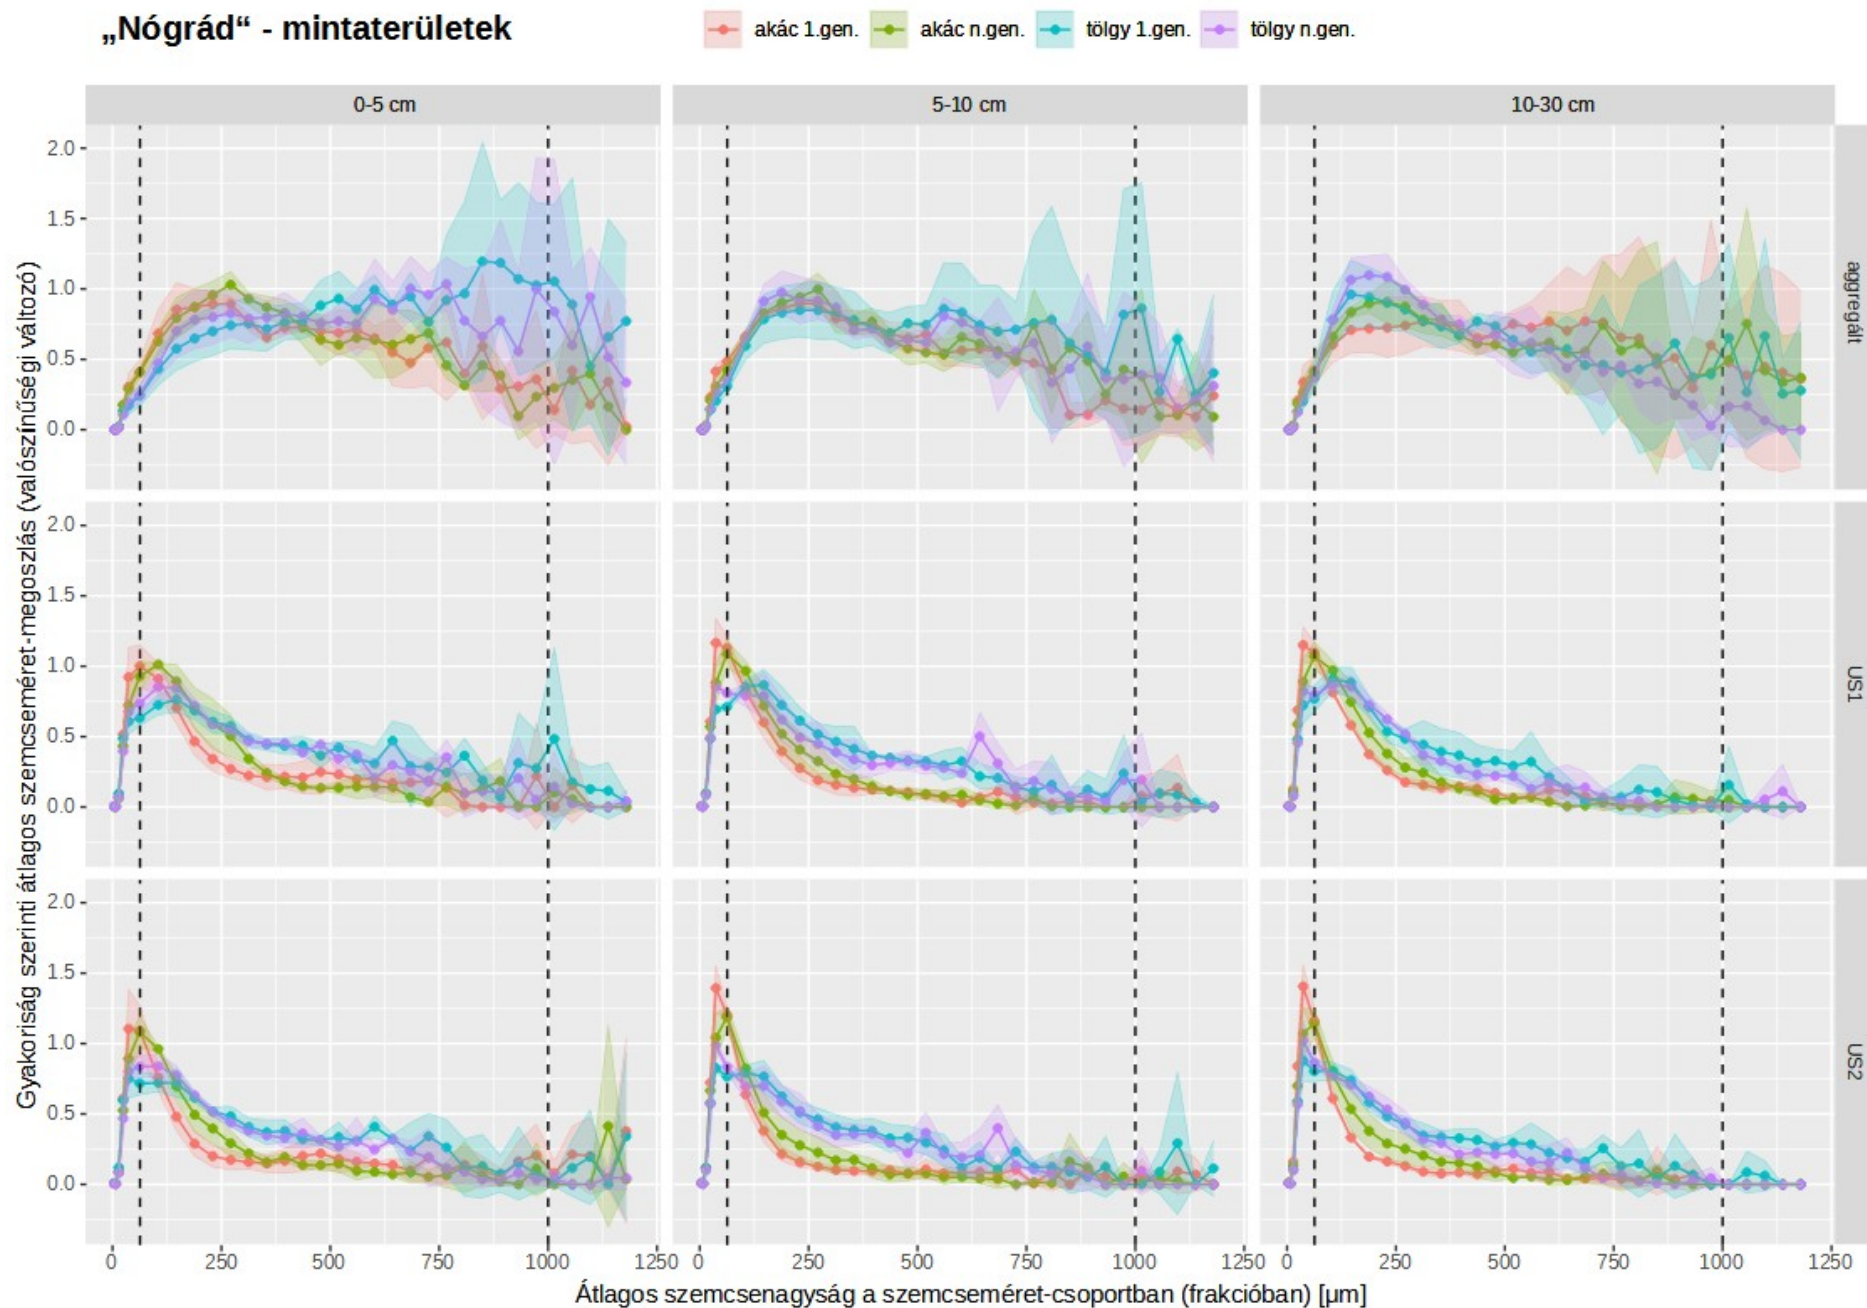 „Nógrád“ - mintaterületek
akác 1.gen. akác n.gen. tölgy 1.gen. tölgy n.gen.
0-5 cm 5-10 cm 10-30 cm
Gyakoriság szerinti átlagos szemcseméret-megoszlás (valószínűségi változó)
2.0
1.5
1.0
0.5
0.0
aggregált
2.0
1.5
1.0
0.5
0.0
US1
2.0
1.5
1.0
0.5
0.0
US2
0 250 500 750 1000 1250 0 250 500 750 1000 1250 0 250 500 750 1000 1250
Átlagos szemcsenagyság a szemcseméret-csoportban (frakcióban) [µm]